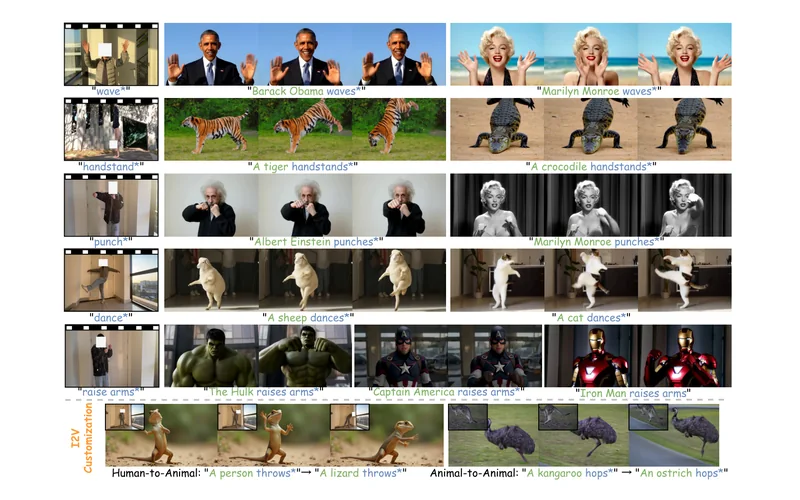 "wave*"
"Barack Obama waves*"
"Marilyn Monroe waves*"
"handstand*"
"A tiger handstands*"
"A crocodile handstands*"
"punch*"
"Albert Einstein punches*"
"Marilyn Monroe punches*"
"dance*"
"A sheep dances*"
"A cat dances*"
"raise arms*"
"The Hulk raises arms*"
"Captain America raises arms*"
"Iron Man raises arms*"
I2V
Customization
Human-to-Animal: "A person throws*"→ "A lizard throws*"
Animal-to-Animal: "A kangaroo hops*" → "An ostrich hops*"